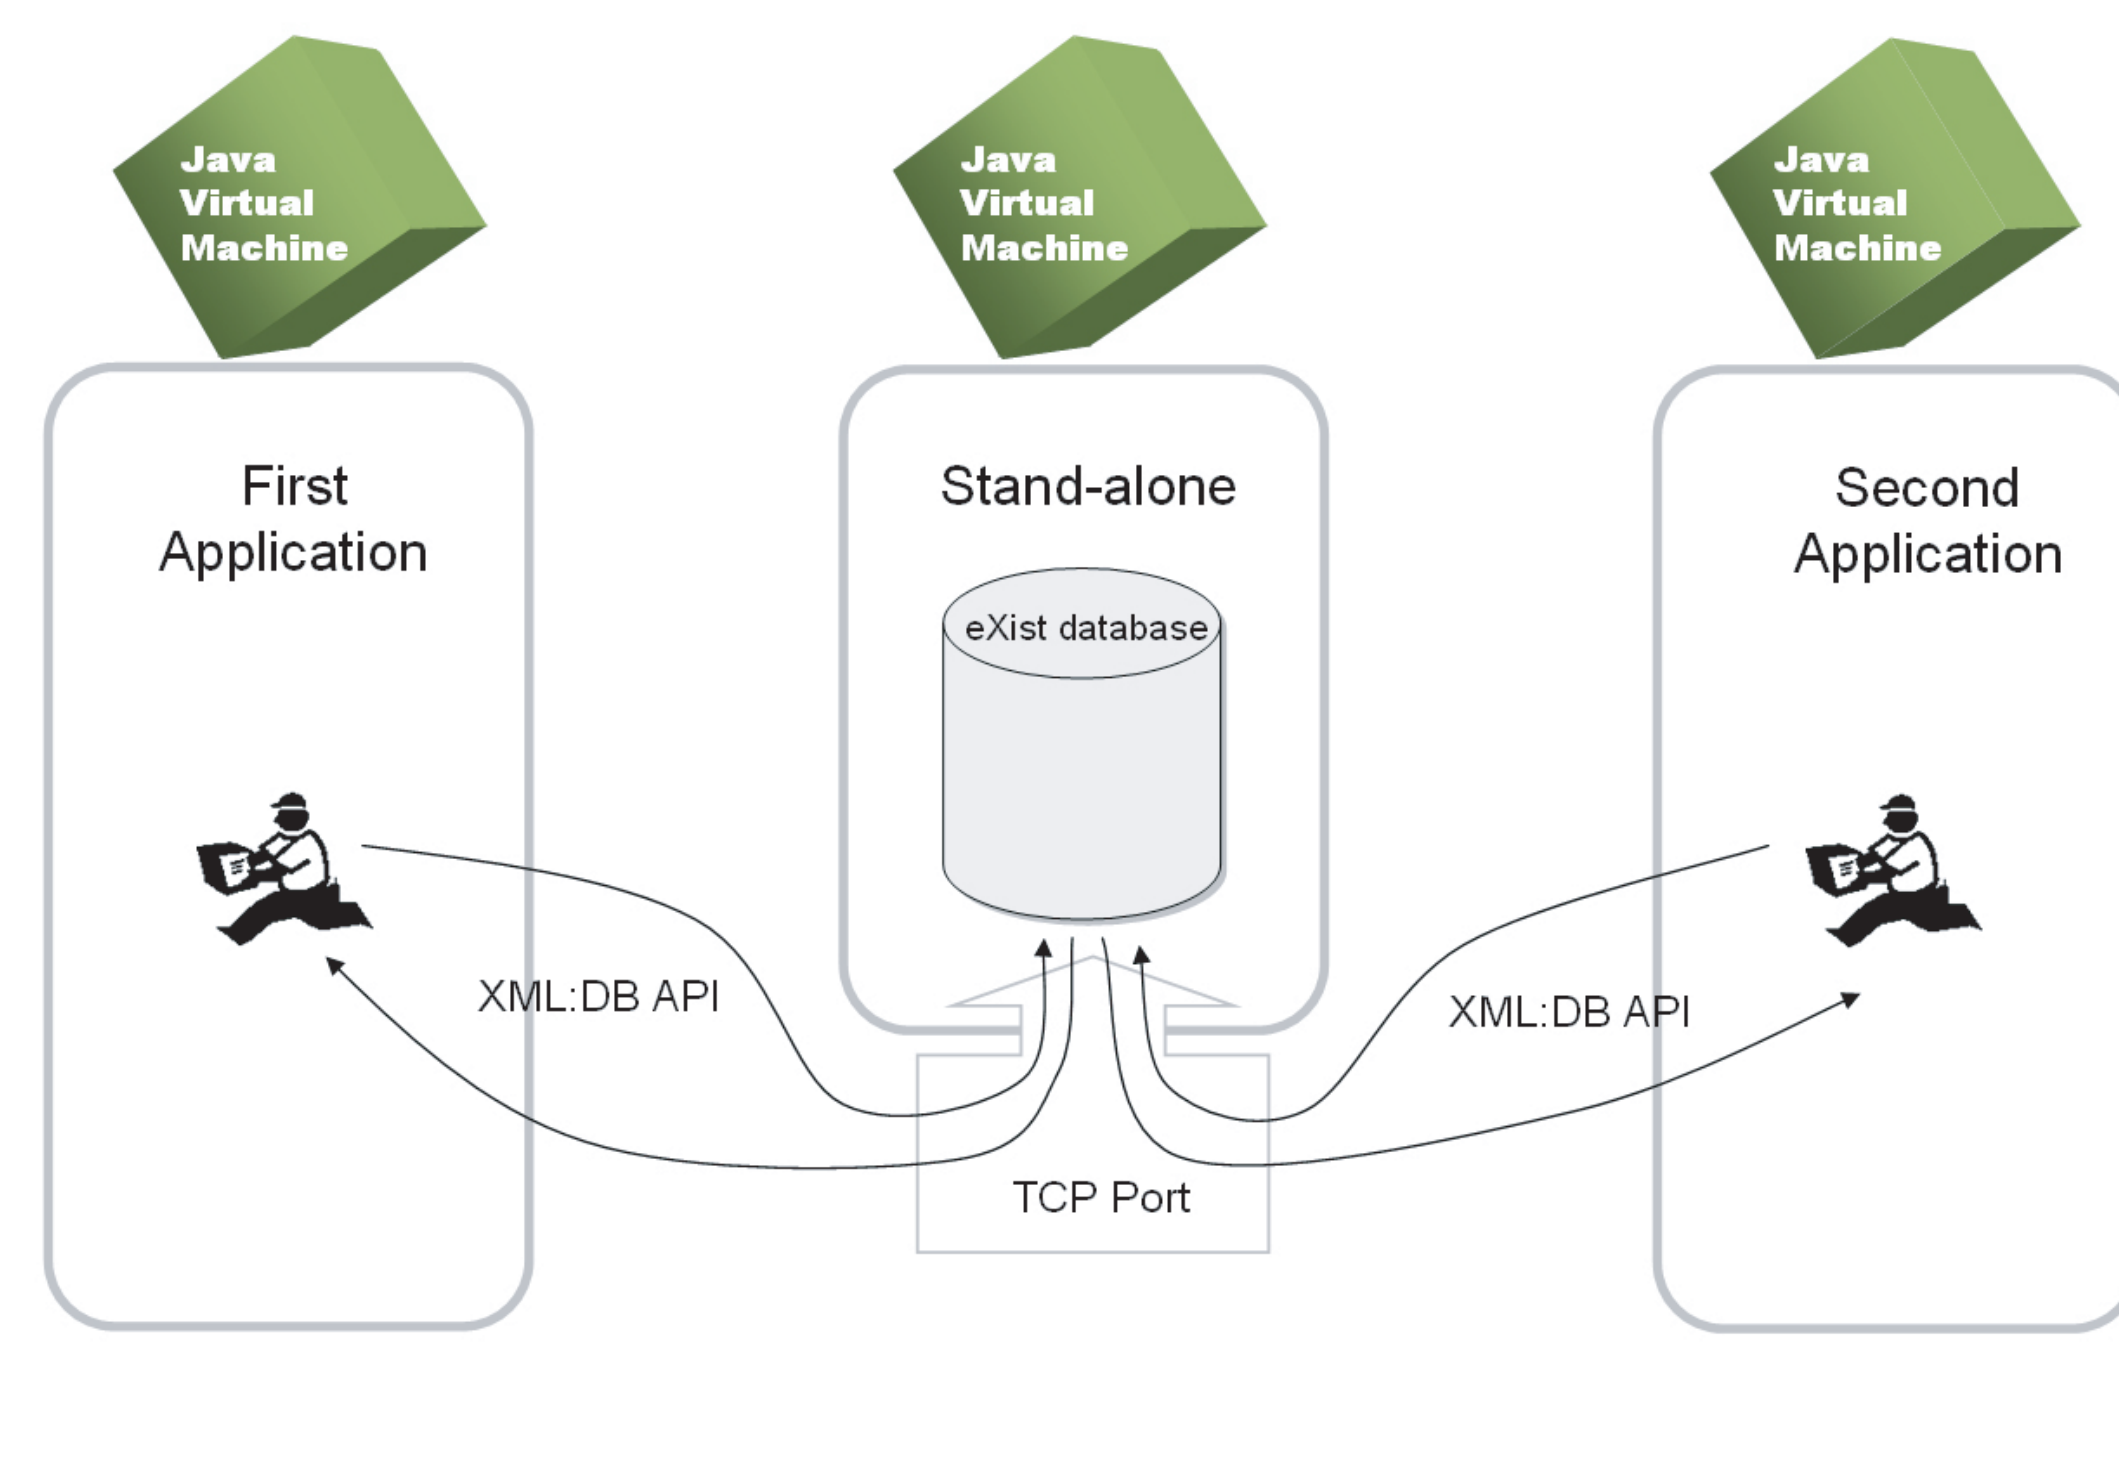 Java
Virtual
Machine
Java
Virtual
Machine
Java
Virtual
Machine
First
Application
Stand-alone
eXist database
Second
Application
XML:DB API
XML:DB API
TCP Port